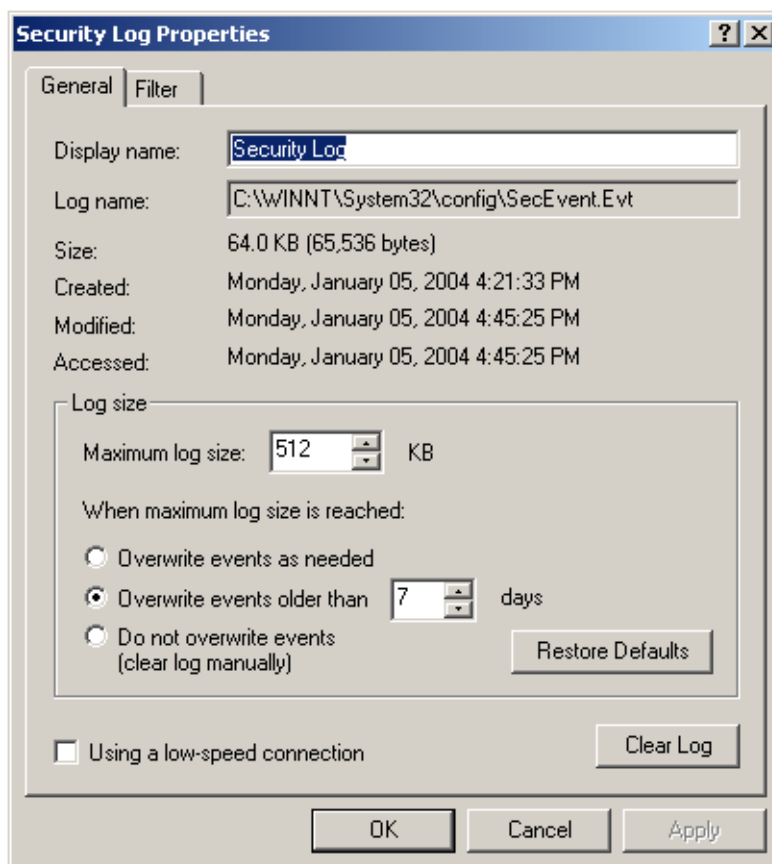 Security Log Properties
General Filter
Display name: Security Log
Log name: C:\WINNT\System32\config\SecEvent.Evt
Size: 64.0 KB (65,536 bytes)
Created: Monday, January 05, 2004 4:21:33 PM
Modified: Monday, January 05, 2004 4:45:25 PM
Accessed: Monday, January 05, 2004 4:45:25 PM
Log size
Maximum log size: 512 KB
When maximum log size is reached:
Overwrite events as needed
Overwrite events older than 7 days
Do not overwrite events
(clear log manually)
Restore Defaults
Using a low-speed connection
Clear Log
OK Cancel Apply